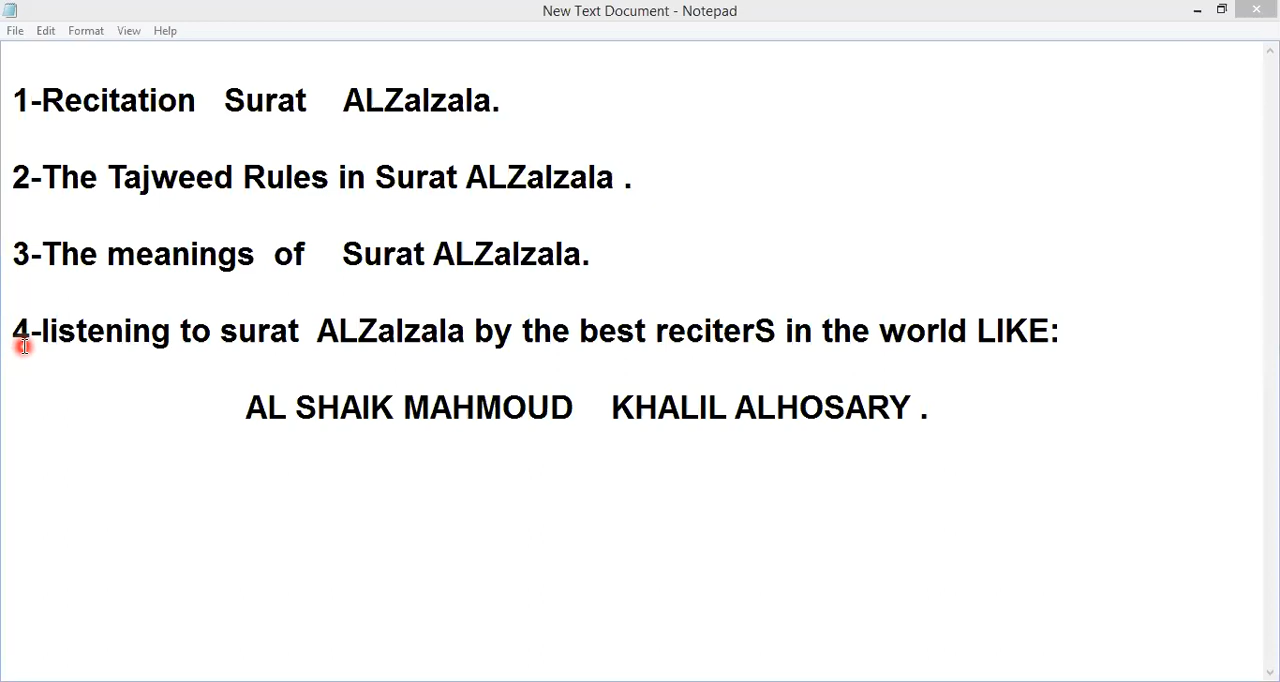 New Text Document - Notepad
File Edit Format View Help
1-Recitation Surat ALZalzala.
2-The Tajweed Rules in Surat ALZalzala .
3-The meanings of Surat ALZalzala.
4-listening to surat ALZalzala by the best reciterS in the world LIKE:
AL SHAIK MAHMOUD KHALIL ALHOSARY .